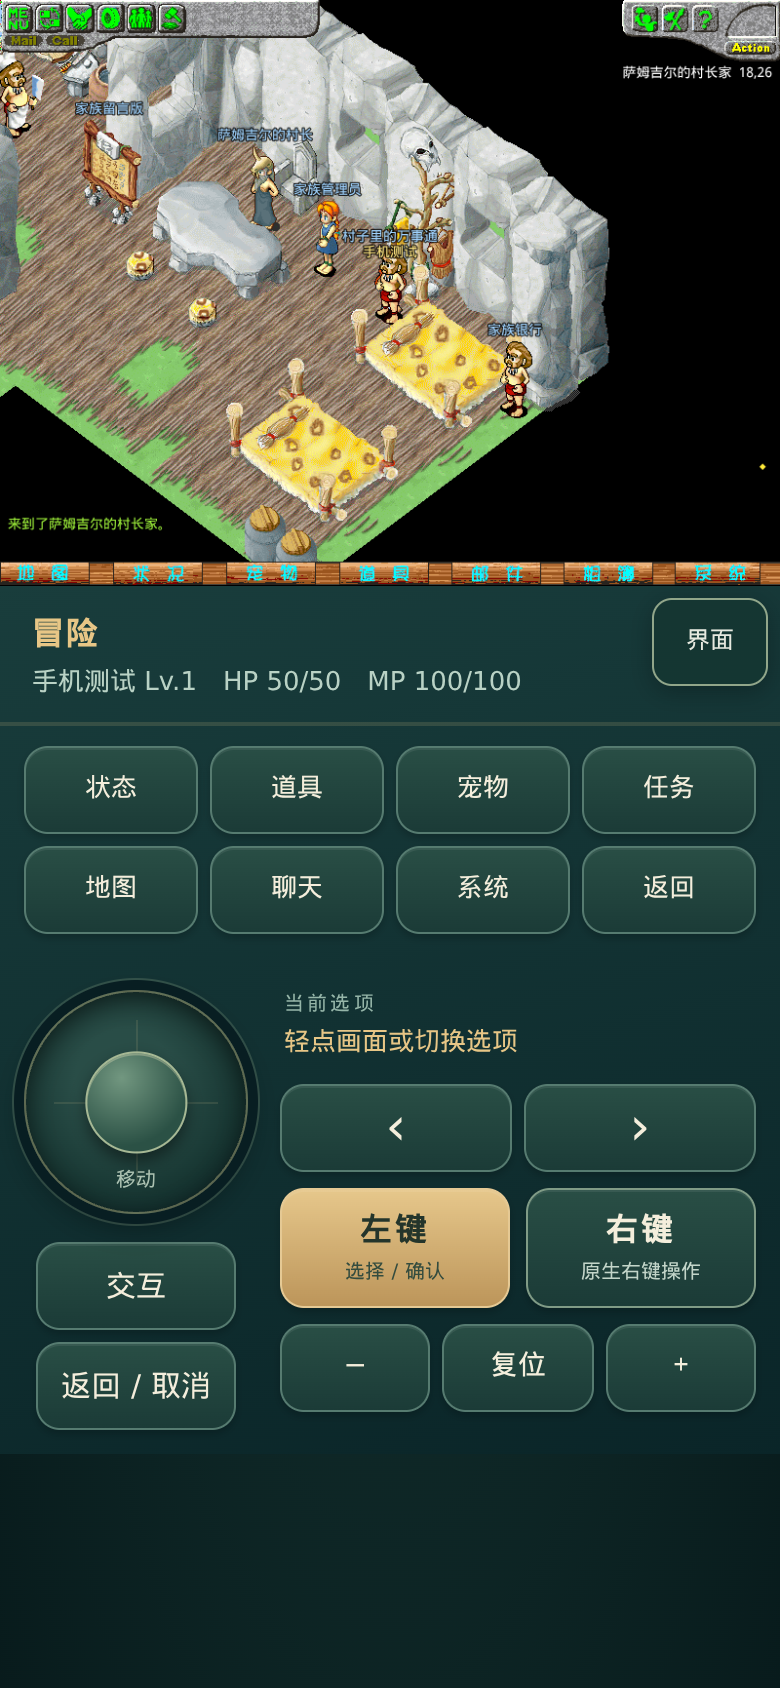 MENU
Mail Call
Action
萨姆吉尔的村长家 18,26
家族留言版
萨姆吉尔的村长
家族管理员
村子里的万事通
手机测试
家族银行
来到了萨姆吉尔的村长家。
地图 状况 宠物 道具 邮件 系统
冒险
手机测试 Lv.1 HP 50/50 MP 100/100
界面
状态 道具 宠物 任务
地图 聊天 系统 返回
当前选项
轻点画面或切换选项
移动
‹ ›
左键 右键
选择 / 确认 原生右键操作
交互
返回 / 取消
− 复位 +